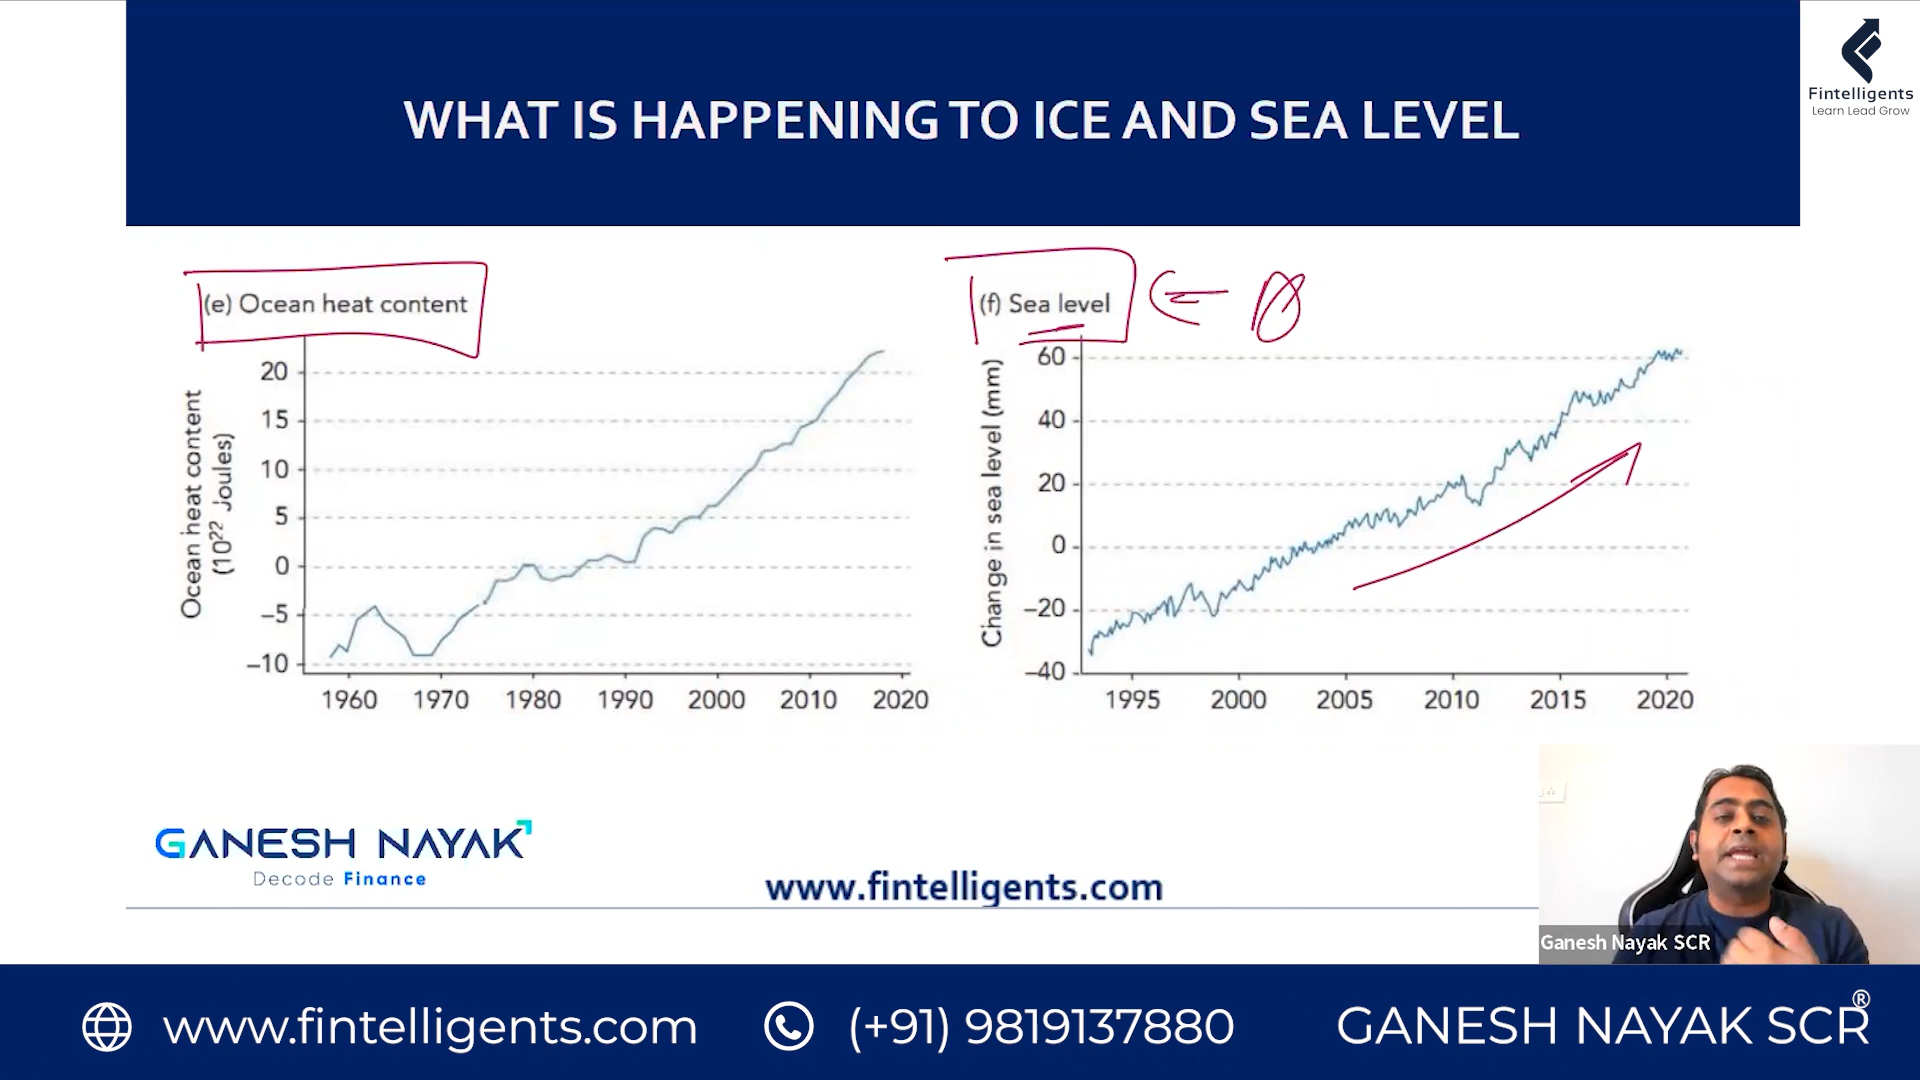 WHAT IS HAPPENING TO ICE AND SEA LEVEL
Fintelligents
Learn Lead Grow
(e) Ocean heat content
Ocean heat content
(10²² Joules)
20
15
10
5
0
–5
–10
1960 1970 1980 1990 2000 2010 2020
(f) Sea level
Change in sea level (mm)
60
40
20
0
–20
–40
1995 2000 2005 2010 2015 2020
GANESH NAYAK
Decode Finance
www.fintelligents.com
Ganesh Nayak SCR
www.fintelligents.com
(+91) 9819137880
GANESH NAYAK SCR®